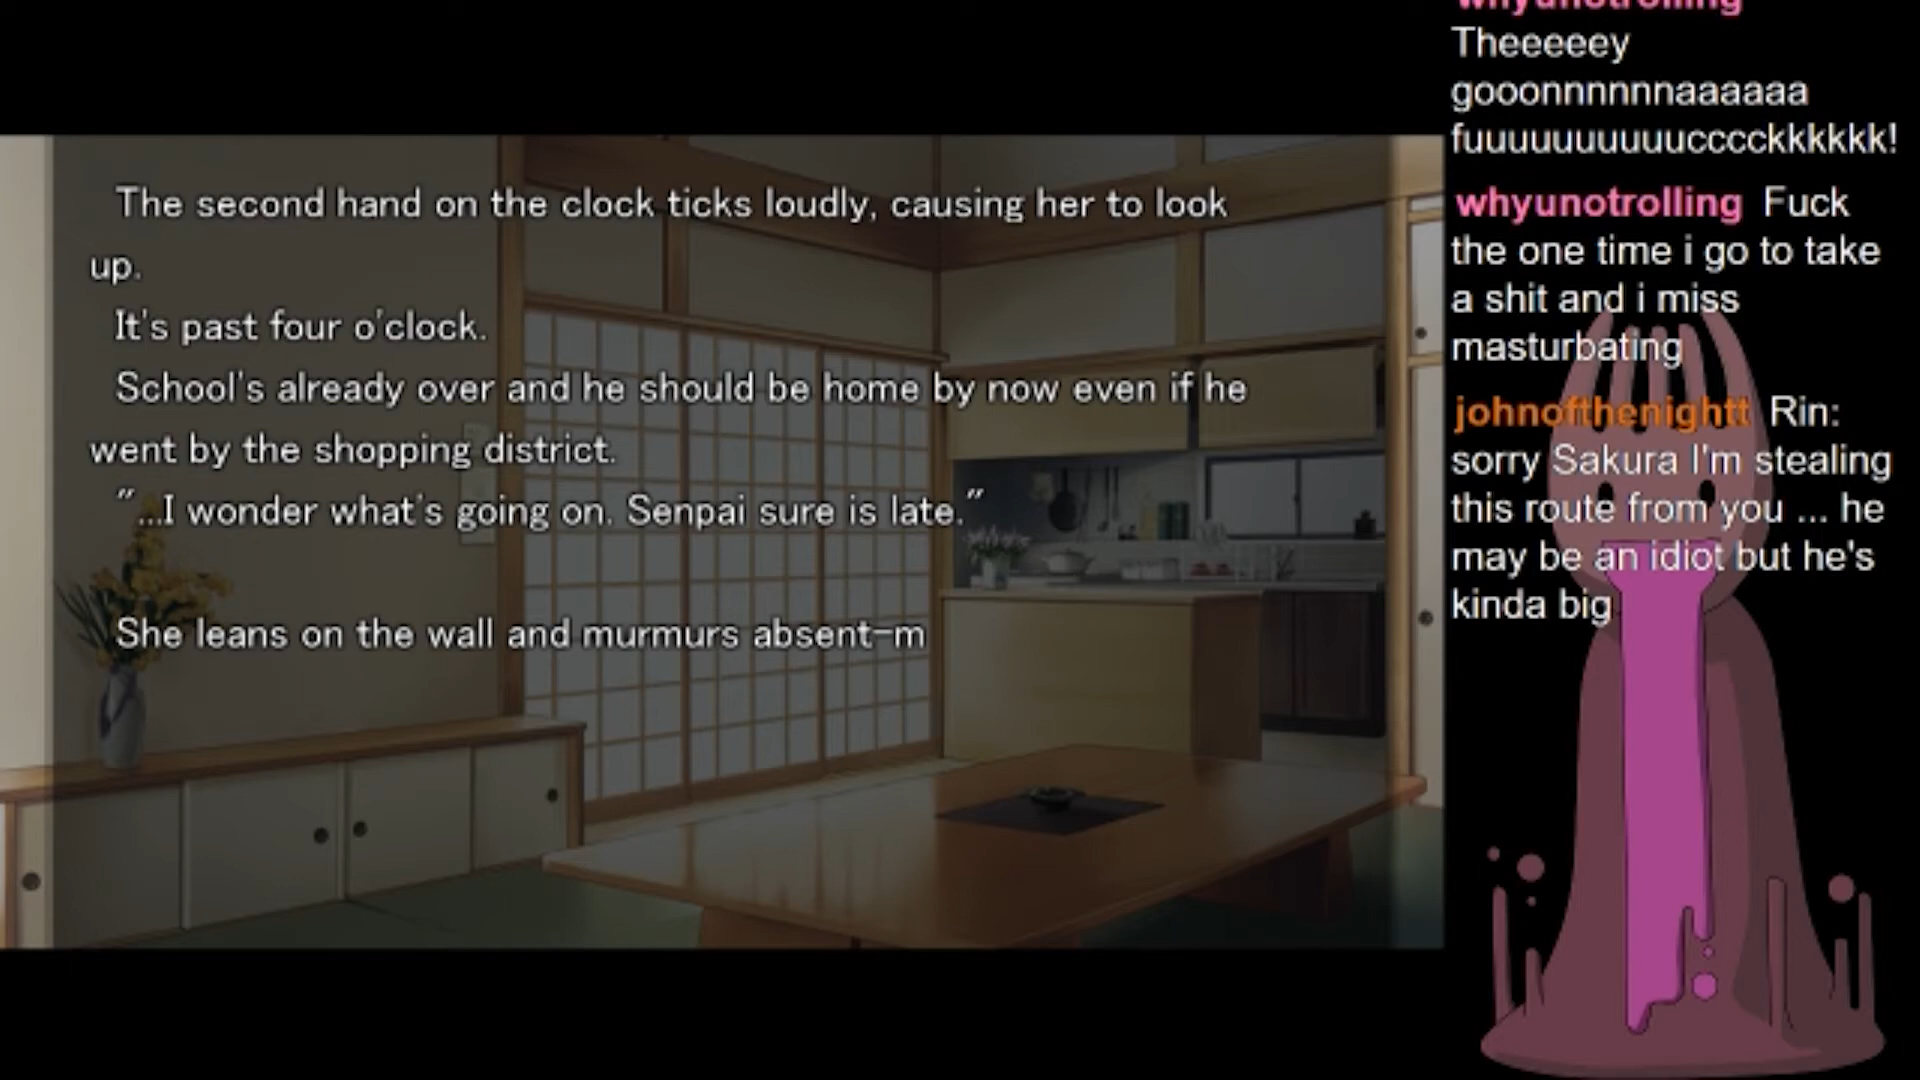 The second hand on the clock ticks loudly, causing her to look
up.
It's past four o'clock.
School's already over and he should be home by now even if he
went by the shopping district.
"...I wonder what's going on. Senpai sure is late."
She leans on the wall and murmurs absent-m
whyunotrolling
Theeeeey
gooonnnnnnaaaaaa
fuuuuuuuuuuccccckkkkkk!
whyunotrolling Fuck
the one time i go to take
a shit and i miss
masturbating
johnofthenightt Rin:
sorry Sakura I'm stealing
this route from you ... he
may be an idiot but he's
kinda big